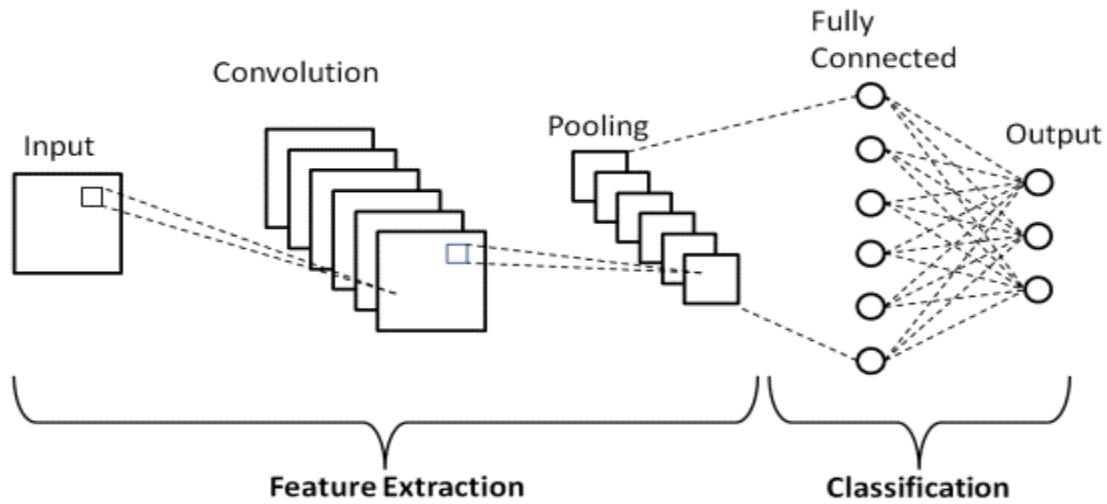 Input
Convolution
Pooling
Fully
Connected
Output
Feature Extraction
Classification